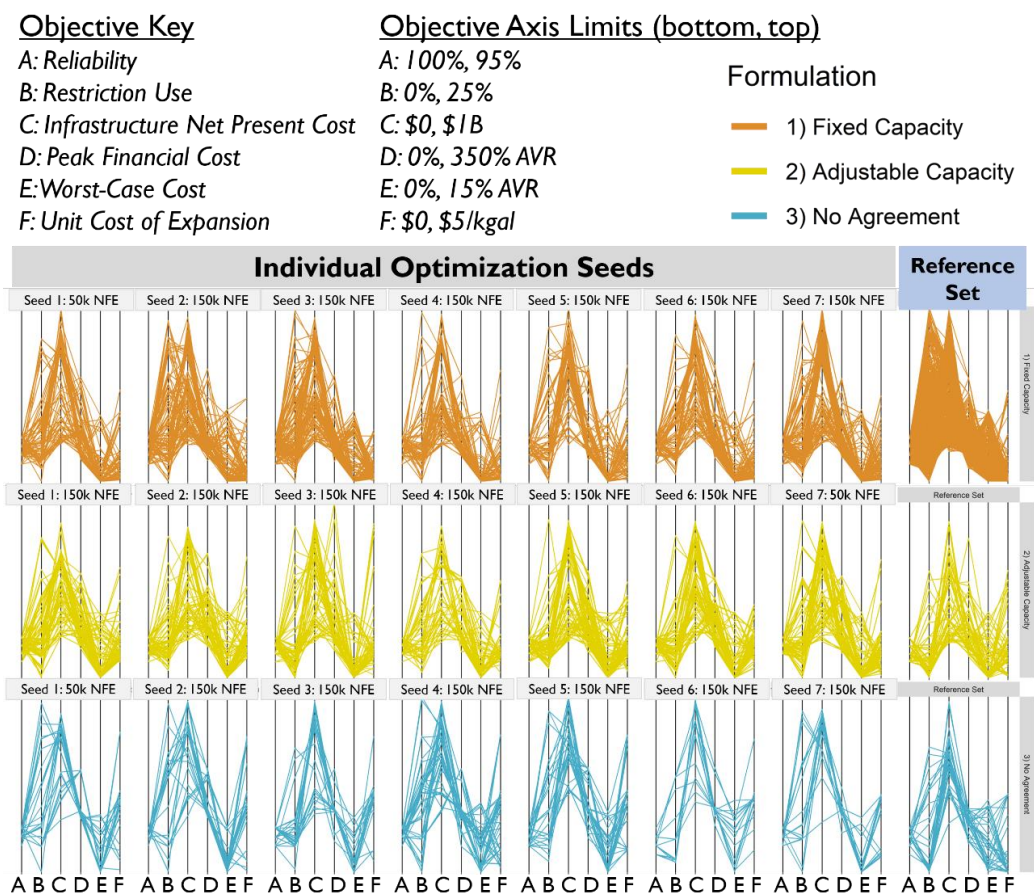 Objective Key
A: Reliability
B: Restriction Use
C: Infrastructure Net Present Cost
D: Peak Financial Cost
E: Worst-Case Cost
F: Unit Cost of Expansion
Objective Axis Limits (bottom, top)
A: 100%, 95%
B: 0%, 25%
C: $0, $1B
D: 0%, 350% AVR
E: 0%, 15% AVR
F: $0, $5/kgal
Formulation
1) Fixed Capacity
2) Adjustable Capacity
3) No Agreement
Individual Optimization Seeds
Reference
Set
Seed 1: 50k NFE
Seed 2: 150k NFE
Seed 3: 150k NFE
Seed 4: 150k NFE
Seed 5: 150k NFE
Seed 6: 150k NFE
Seed 7: 150k NFE
1) Fixed Capacity
Seed 1: 150k NFE
Seed 2: 150k NFE
Seed 3: 150k NFE
Seed 4: 150k NFE
Seed 5: 150k NFE
Seed 6: 150k NFE
Seed 7: 50k NFE
Reference Set
2) Adjustable Capacity
Seed 1: 50k NFE
Seed 2: 150k NFE
Seed 3: 150k NFE
Seed 4: 150k NFE
Seed 5: 150k NFE
Seed 6: 150k NFE
Seed 7: 150k NFE
Reference Set
3) No Agreement
A B C D E F
A B C D E F
A B C D E F
A B C D E F
A B C D E F
A B C D E F
A B C D E F
A B C D E F